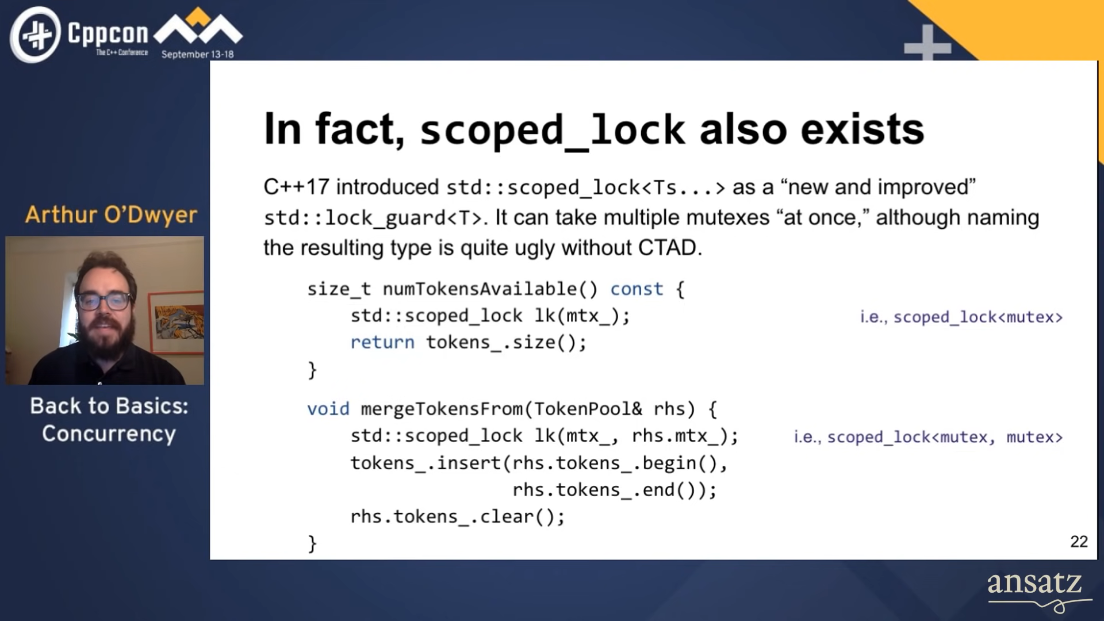 Cppcon
The C++ Conference
September 13-18
In fact, scoped_lock also exists
C++17 introduced std::scoped_lock<Ts...> as a “new and improved”
std::lock_guard<T>. It can take multiple mutexes “at once,” although naming
the resulting type is quite ugly without CTAD.
size_t numTokensAvailable() const {
std::scoped_lock lk(mtx_); i.e., scoped_lock<mutex>
return tokens_.size();
}
void mergeTokensFrom(TokenPool& rhs) {
std::scoped_lock lk(mtx_, rhs.mtx_); i.e., scoped_lock<mutex, mutex>
tokens_.insert(rhs.tokens_.begin(),
rhs.tokens_.end());
rhs.tokens_.clear();
}
22
Arthur O’Dwyer
Back to Basics:
Concurrency
ansatz